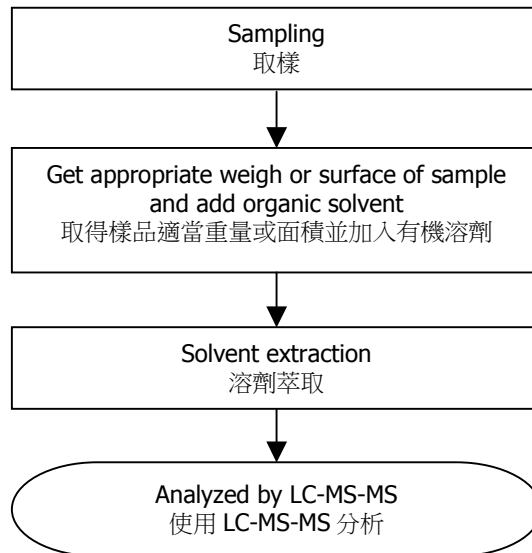 Sampling
取樣
Get appropriate weigh or surface of sample
and add organic solvent
取得樣品適當重量或面積並加入有機溶劑
Solvent extraction
溶劑萃取
Analyzed by LC-MS-MS
使用 LC-MS-MS 分析